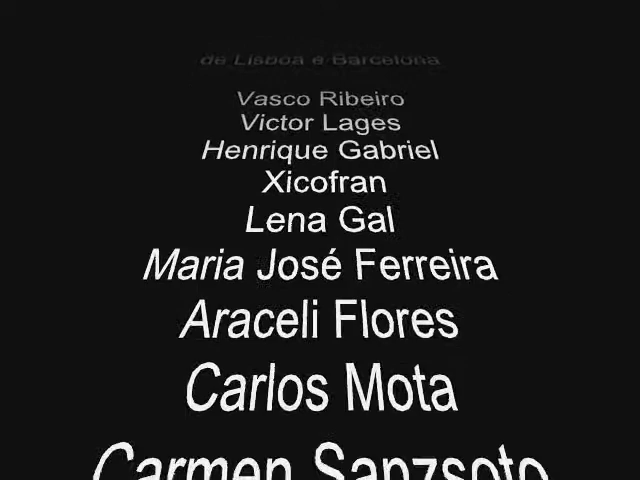 de Lisboa e Barcelona
Vasco Ribeiro
Victor Lages
Henrique Gabriel
Xicofran
Lena Gal
Maria José Ferreira
Araceli Flores
Carlos Mota
Carmen Sanzsoto